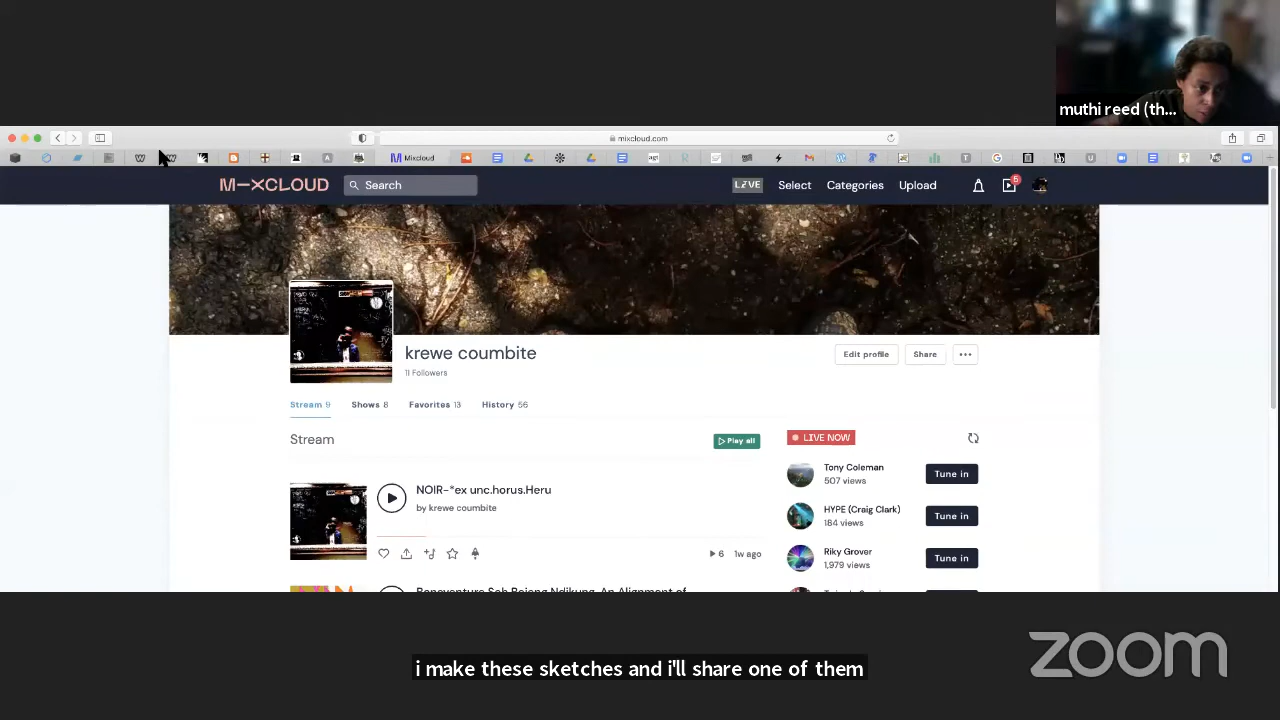 muthi reed (th...
mixcloud.com
Mixcloud
M-XCLOUD
Search
LIVE
Select
Categories
Upload
5
krewe coumbite
11 Followers
Edit profile
Share
Stream 9
Shows 8
Favorites 13
History 56
Stream
Play all
LIVE NOW
NOIR-*ex unc.horus.Heru
by krewe coumbite
6
1w ago
Tony Coleman
507 views
Tune in
HYPE (Craig Clark)
184 views
Tune in
Riky Grover
1,979 views
Tune in
i make these sketches and i'll share one of them
zoom